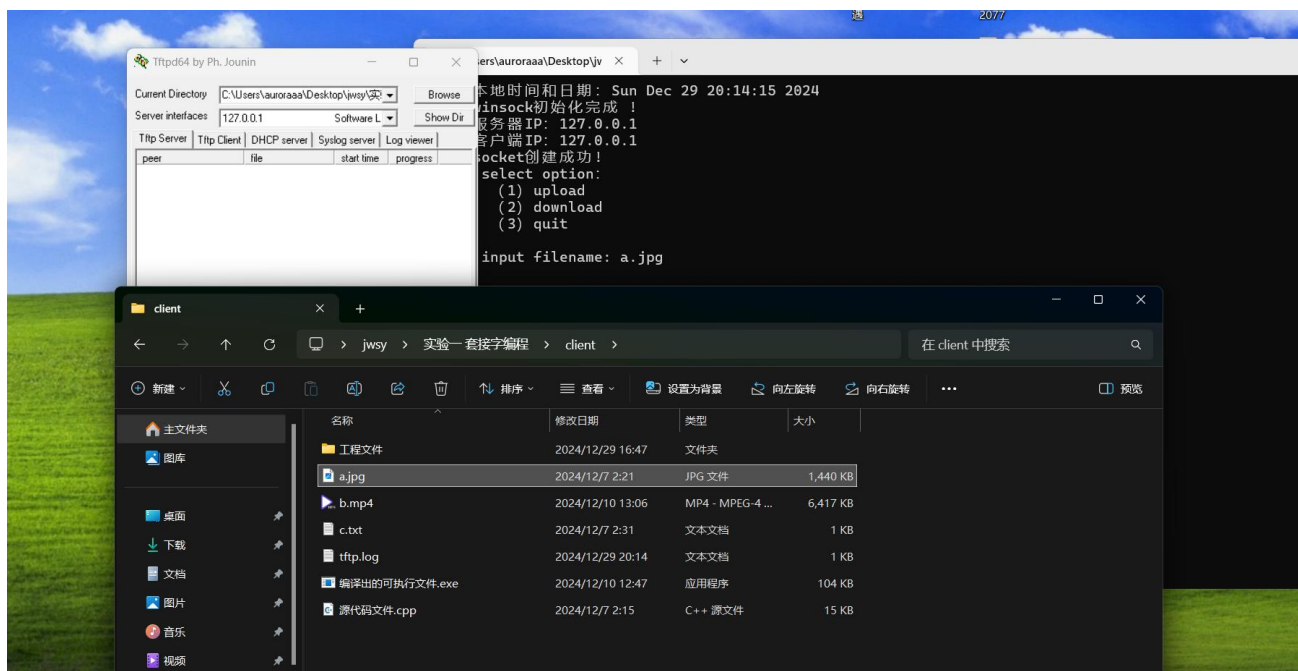 2077
Tftpd64 by Ph. Jounin
Current Directory C:\Users\auroraaa\Desktop\jwsy\实 Browse
Server interfaces 127.0.0.1 Software L Show Dir
Tftp Server Tftp Client DHCP server Syslog server Log viewer
peer file start time progress
ers\auroraaa\Desktop\jv
本地时间和日期: Sun Dec 29 20:14:15 2024
winsock初始化完成 !
服务器IP: 127.0.0.1
客户端IP: 127.0.0.1
socket创建成功!
select option:
(1) upload
(2) download
(3) quit
input filename: a.jpg
client
jwsy > 实验一 套接字编程 > client >
在 client 中搜索
新建 排序 查看 设置为背景 向左旋转 向右旋转 ... 预览
主文件夹
图库
桌面
下载
文档
图片
音乐
视频
名称 修改日期 类型 大小
工程文件 2024/12/29 16:47 文件夹
a.jpg 2024/12/7 2:21 JPG 文件 1,440 KB
b.mp4 2024/12/10 13:06 MP4 - MPEG-4 ... 6,417 KB
c.txt 2024/12/7 2:31 文本文档 1 KB
tftp.log 2024/12/29 20:14 文本文档 1 KB
编译出的可执行文件.exe 2024/12/10 12:47 应用程序 104 KB
源代码文件.cpp 2024/12/7 2:15 C++ 源文件 15 KB